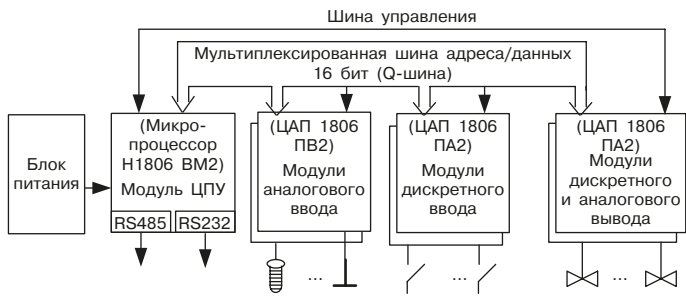 Шина управления
Мультиплексированная шина адреса/данных
16 бит (Q-шина)
Блок
питания
(Микро-
процессор
Н1806 ВМ2)
Модуль ЦПУ
RS485
RS232
(ЦАП 1806
ПВ2)
Модули
аналогового
ввода
...
(ЦАП 1806
ПА2)
Модули
дискретного
ввода
...
(ЦАП 1806
ПА2)
Модули
дискретного
и аналогового
вывода
...